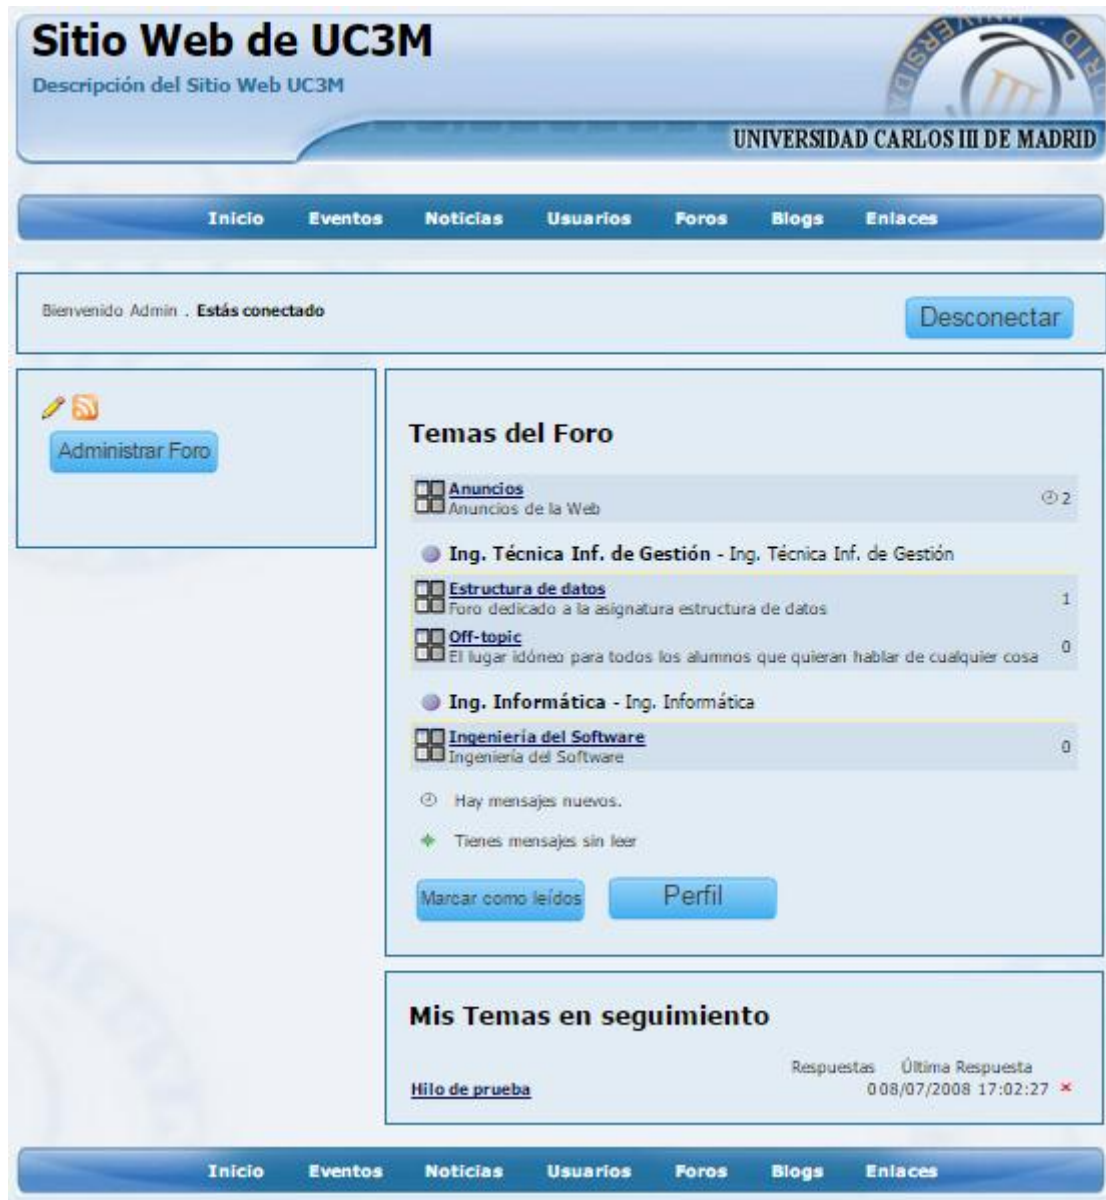 Sitio Web de UC3M
Descripción del Sitio Web UC3M
UNIVERSIDAD CARLOS III DE MADRID
Inicio Eventos Noticias Usuarios Foros Blogs Enlaces
Bienvenido Admin . Estás conectado
Desconectar
Administrar Foro
Temas del Foro
Anuncios
Anuncios de la Web
2
Ing. Técnica Inf. de Gestión - Ing. Técnica Inf. de Gestión
Estructura de datos
Foro dedicado a la asignatura estructura de datos
1
Off-topic
El lugar idóneo para todos los alumnos que quieran hablar de cualquier cosa
0
Ing. Informática - Ing. Informática
Ingeniería del Software
Ingeniería del Software
0
Hay mensajes nuevos.
Tienes mensajes sin leer
Marcar como leídos Perfil
Mis Temas en seguimiento
Respuestas Última Respuesta
Hilo de prueba 0 08/07/2008 17:02:27
Inicio Eventos Noticias Usuarios Foros Blogs Enlaces